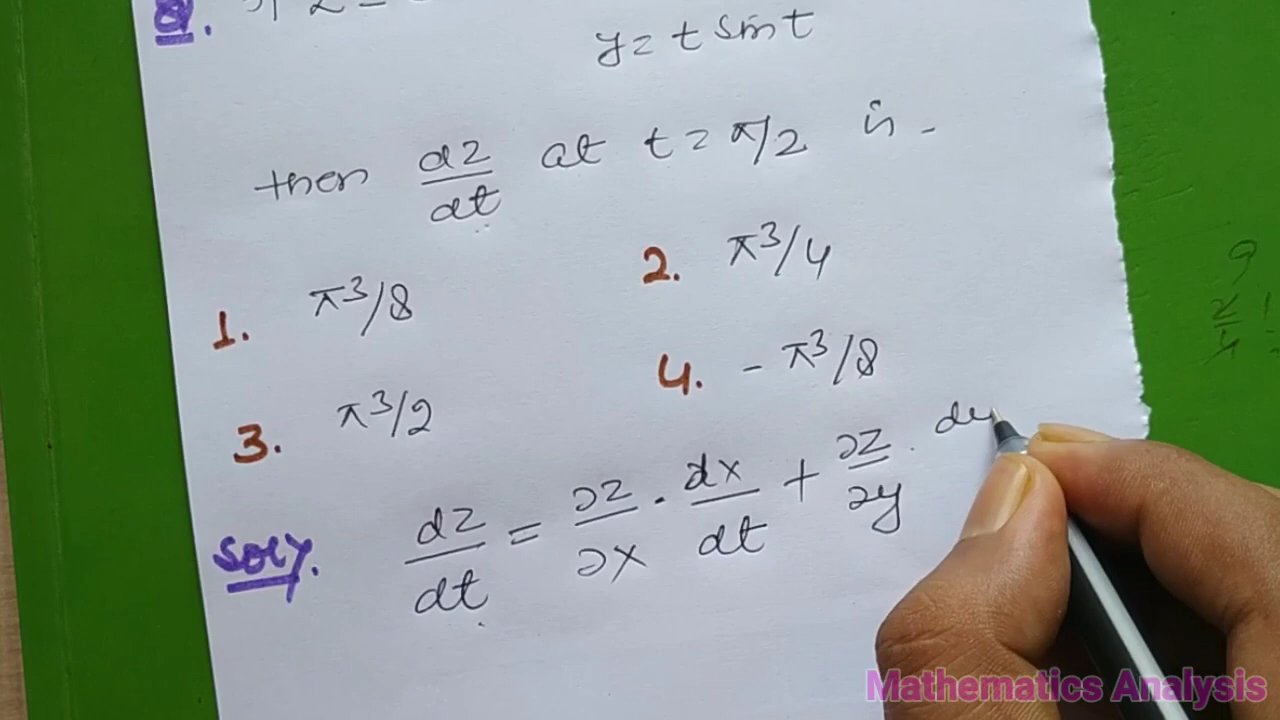 Q.
y = t sin t
then dz/dt at t = π/2 is -
1. π³/8 2. π³/4
3. π³/2 4. - π³/8
Solⁿ. dz/dt = ∂z/∂x . dx/dt + ∂z/∂y . dy
Mathematics Analysis